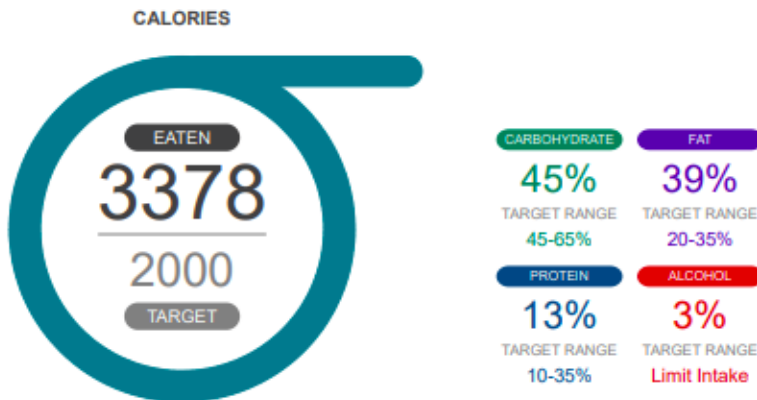 CALORIES
EATEN
3378
2000
TARGET
CARBOHYDRATE
45%
TARGET RANGE
45-65%
FAT
39%
TARGET RANGE
20-35%
PROTEIN
13%
TARGET RANGE
10-35%
ALCOHOL
3%
TARGET RANGE
Limit Intake